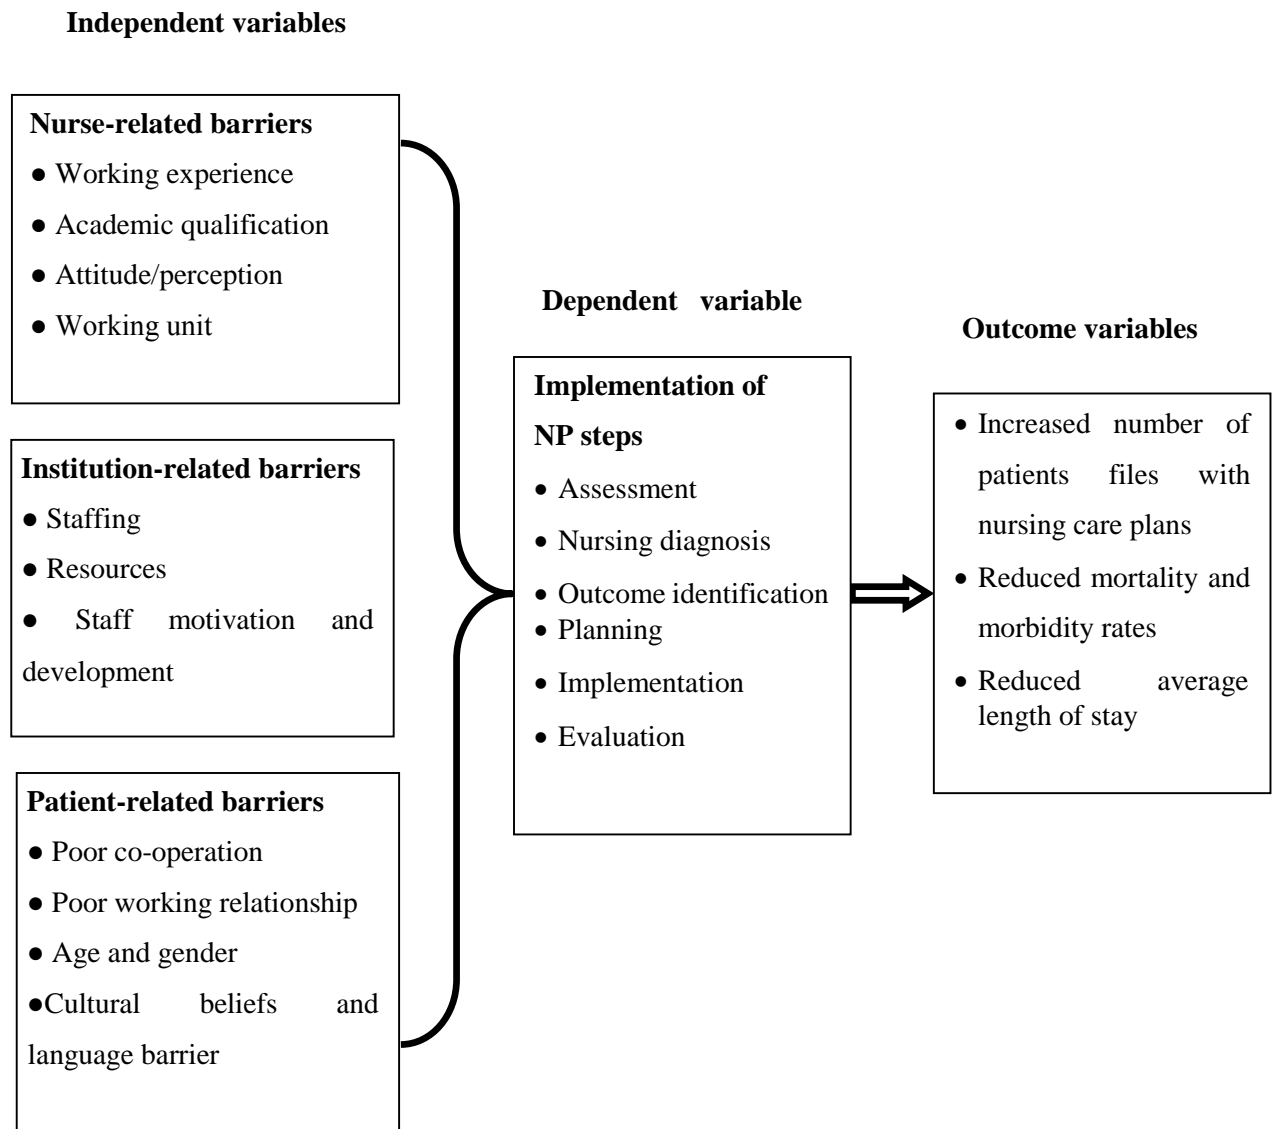 Independent variables
Nurse-related barriers
● Working experience
● Academic qualification
● Attitude/perception
● Working unit
Institution-related barriers
● Staffing
● Resources
● Staff motivation and
development
Patient-related barriers
● Poor co-operation
● Poor working relationship
● Age and gender
●Cultural beliefs and
language barrier
Dependent variable
Implementation of
NP steps
• Assessment
• Nursing diagnosis
• Outcome identification
• Planning
• Implementation
• Evaluation
Outcome variables
• Increased number of
patients files with
nursing care plans
• Reduced mortality and
morbidity rates
• Reduced average
length of stay